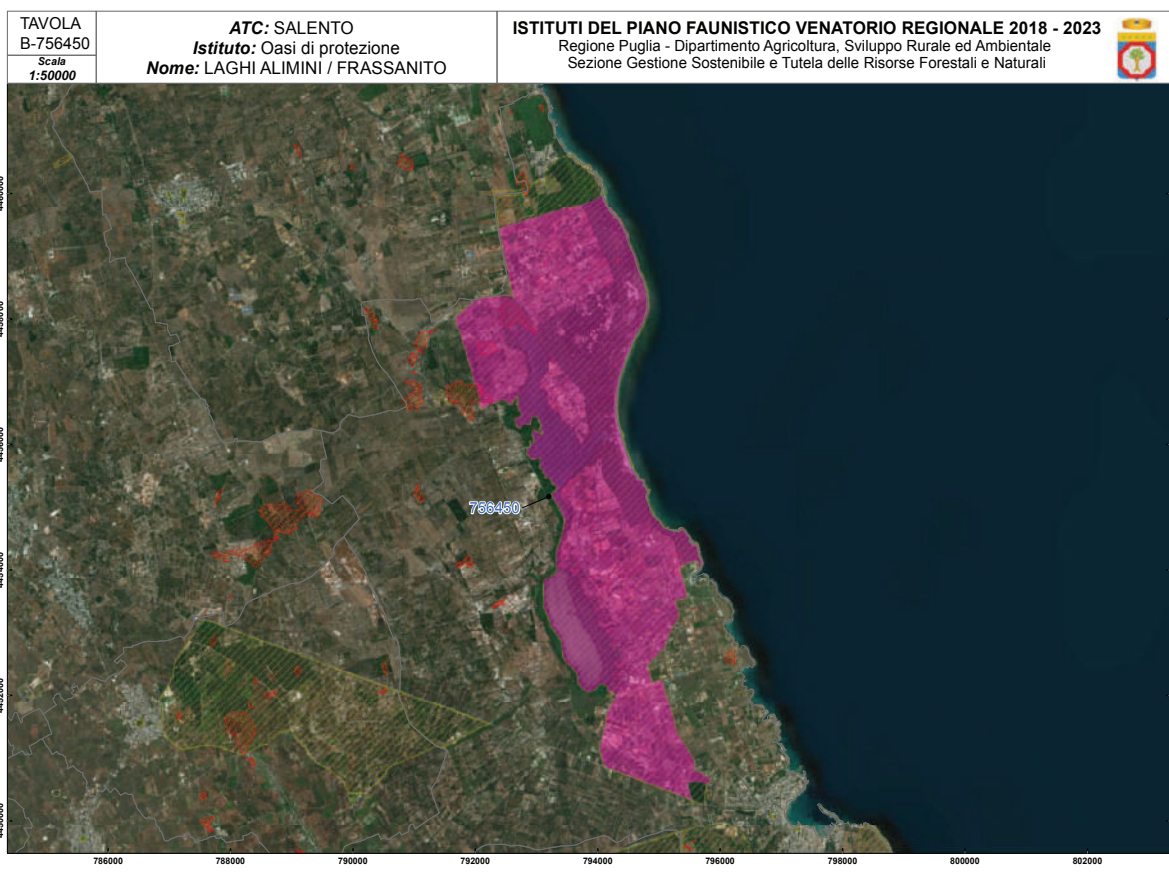 TAVOLA
B-756450
Scala
1:50000
ATC: SALENTO
Istituto: Oasi di protezione
Nome: LAGHI ALIMINI / FRASSANITO
ISTITUTI DEL PIANO FAUNISTICO VENATORIO REGIONALE 2018 - 2023
Regione Puglia - Dipartimento Agricoltura, Sviluppo Rurale ed Ambientale
Sezione Gestione Sostenibile e Tutela delle Risorse Forestali e Naturali
756450
786000
788000
790000
792000
794000
796000
798000
800000
802000